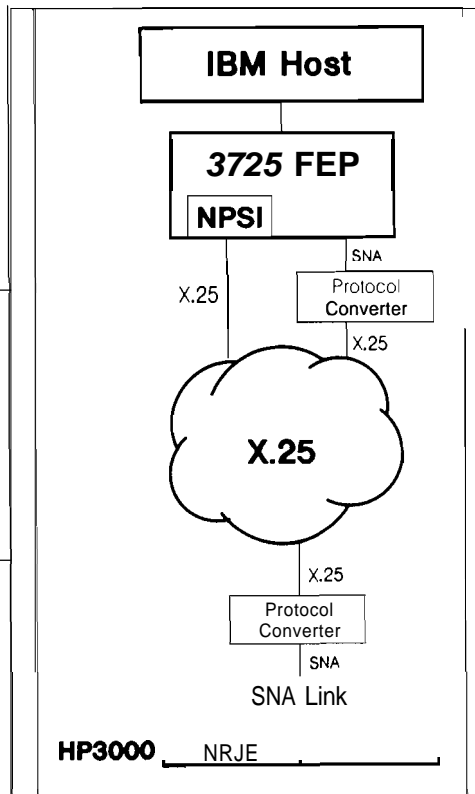 IBM Host
3725 FEP
NPSI
SNA
X.25
Protocol
Converter
X.25
X.25
X.25
Protocol
Converter
SNA
SNA Link
HP3000 NRJE